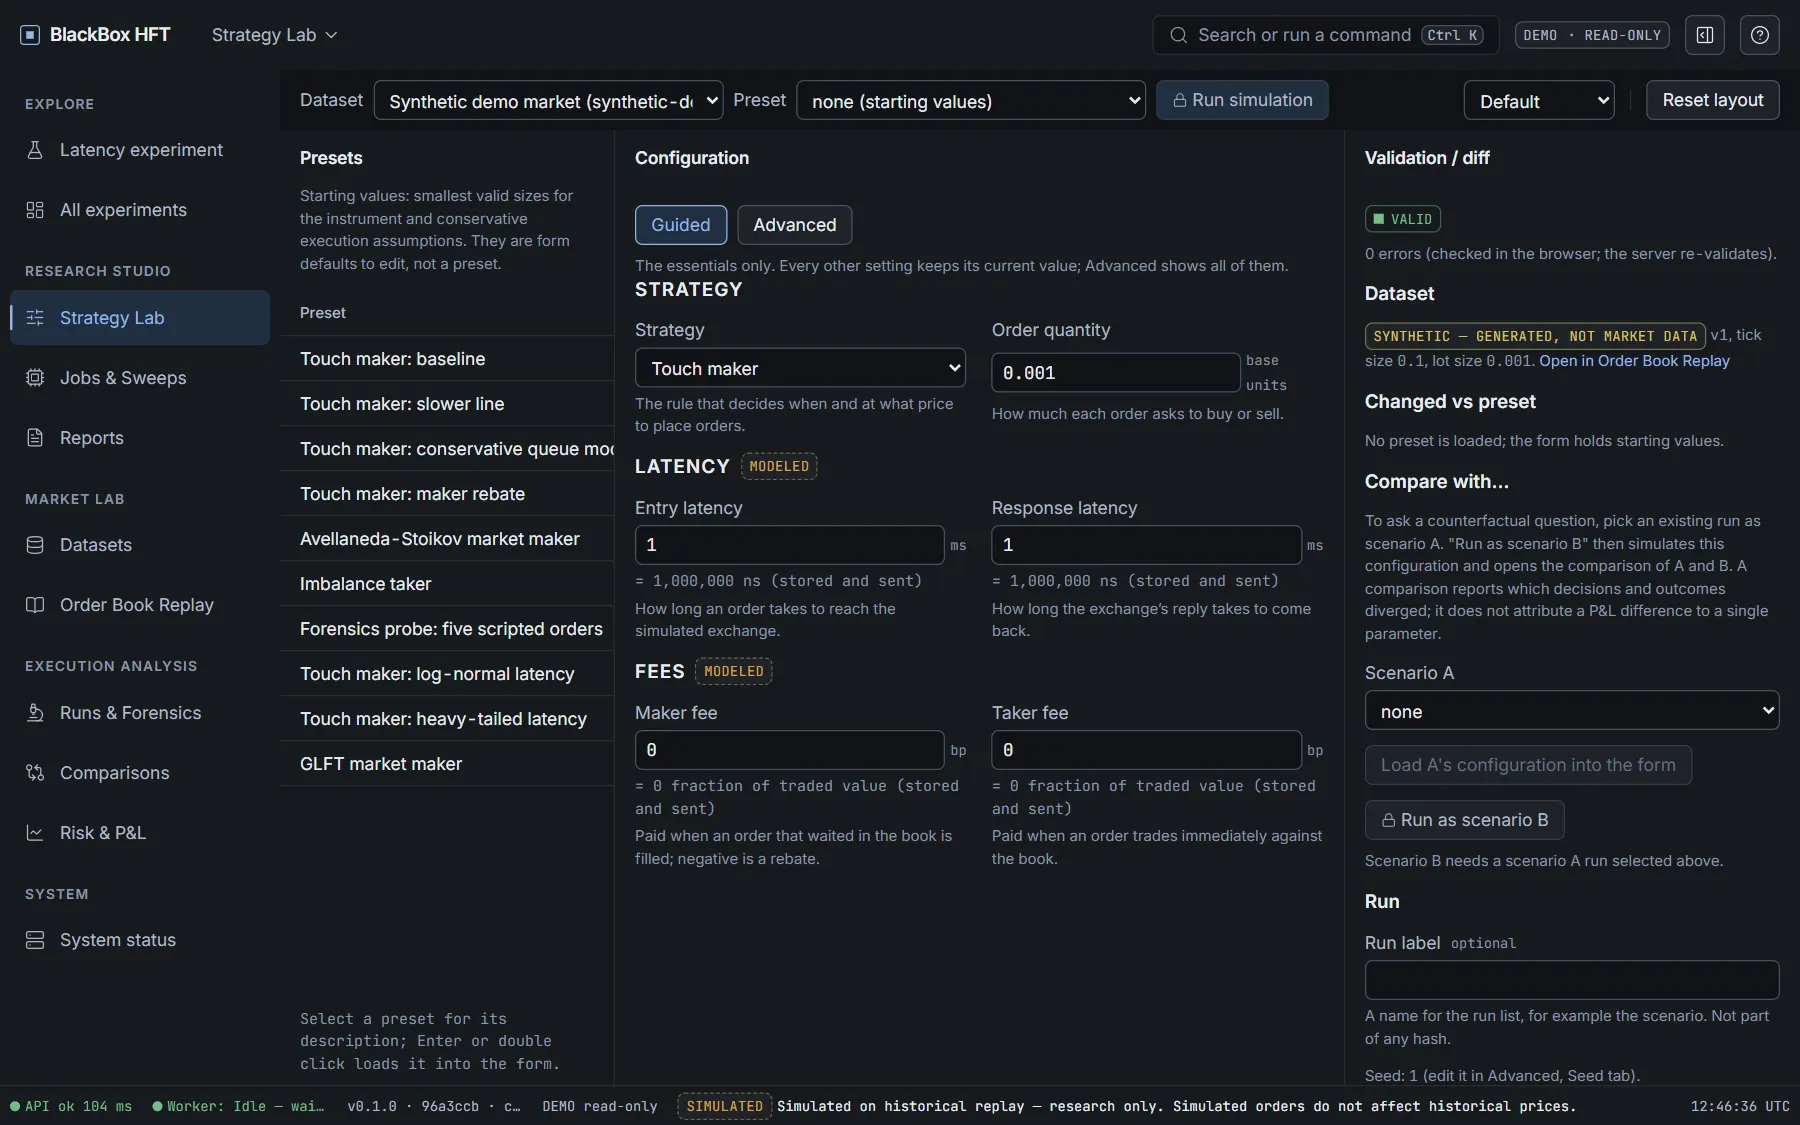 BlackBox HFT
Strategy Lab
Search or run a command Ctrl K
DEMO · READ-ONLY
EXPLORE
Latency experiment
All experiments
RESEARCH STUDIO
Strategy Lab
Jobs & Sweeps
Reports
MARKET LAB
Datasets
Order Book Replay
EXECUTION ANALYSIS
Runs & Forensics
Comparisons
Risk & P&L
SYSTEM
System status
Dataset
Synthetic demo market (synthetic-de
Preset
none (starting values)
Run simulation
Default
Reset layout
Presets
Starting values: smallest valid sizes for
the instrument and conservative
execution assumptions. They are form
defaults to edit, not a preset.
Preset
Touch maker: baseline
Touch maker: slower line
Touch maker: conservative queue mod
Touch maker: maker rebate
Avellaneda-Stoikov market maker
Imbalance taker
Forensics probe: five scripted orders
Touch maker: log-normal latency
Touch maker: heavy-tailed latency
GLFT market maker
Select a preset for its
description; Enter or double
click loads it into the form.
Configuration
Guided
Advanced
The essentials only. Every other setting keeps its current value; Advanced shows all of them.
STRATEGY
Strategy
Touch maker
The rule that decides when and at what price
to place orders.
Order quantity
0.001
base
units
How much each order asks to buy or sell.
LATENCY MODELED
Entry latency
1 ms
= 1,000,000 ns (stored and sent)
How long an order takes to reach the
simulated exchange.
Response latency
1 ms
= 1,000,000 ns (stored and sent)
How long the exchange’s reply takes to come
back.
FEES MODELED
Maker fee
0 bp
= 0 fraction of traded value (stored
and sent)
Paid when an order that waited in the book is
filled; negative is a rebate.
Taker fee
0 bp
= 0 fraction of traded value (stored
and sent)
Paid when an order trades immediately against
the book.
Validation / diff
VALID
0 errors (checked in the browser; the server re-validates).
Dataset
SYNTHETIC — GENERATED, NOT MARKET DATA v1, tick
size 0.1, lot size 0.001. Open in Order Book Replay
Changed vs preset
No preset is loaded; the form holds starting values.
Compare with…
To ask a counterfactual question, pick an existing run as
scenario A. "Run as scenario B" then simulates this
configuration and opens the comparison of A and B. A
comparison reports which decisions and outcomes
diverged; it does not attribute a P&L difference to a single
parameter.
Scenario A
none
Load A's configuration into the form
Run as scenario B
Scenario B needs a scenario A run selected above.
Run
Run label optional
A name for the run list, for example the scenario. Not part
of any hash.
Seed: 1 (edit it in Advanced, Seed tab).
API ok 104 ms
Worker: Idle — wai…
v0.1.0 · 96a3ccb · c…
DEMO read-only
SIMULATED Simulated on historical replay — research only. Simulated orders do not affect historical prices.
12:46:36 UTC